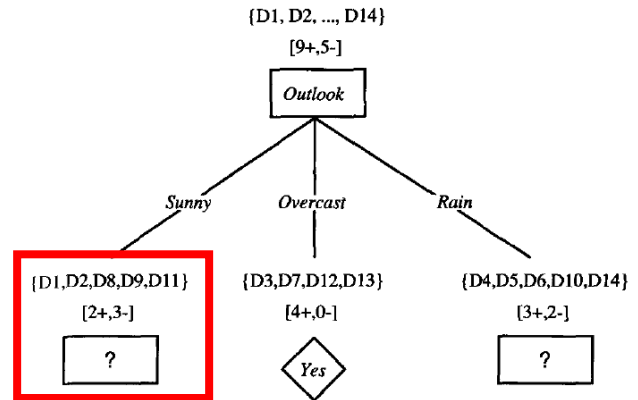 {D1, D2, ..., D14}
[9+,5-]
Outlook
Sunny
Overcast
Rain
{D1,D2,D8,D9,D11}
{D3,D7,D12,D13}
{D4,D5,D6,D10,D14}
[2+,3-]
[4+,0-]
[3+,2-]
?
Yes
?